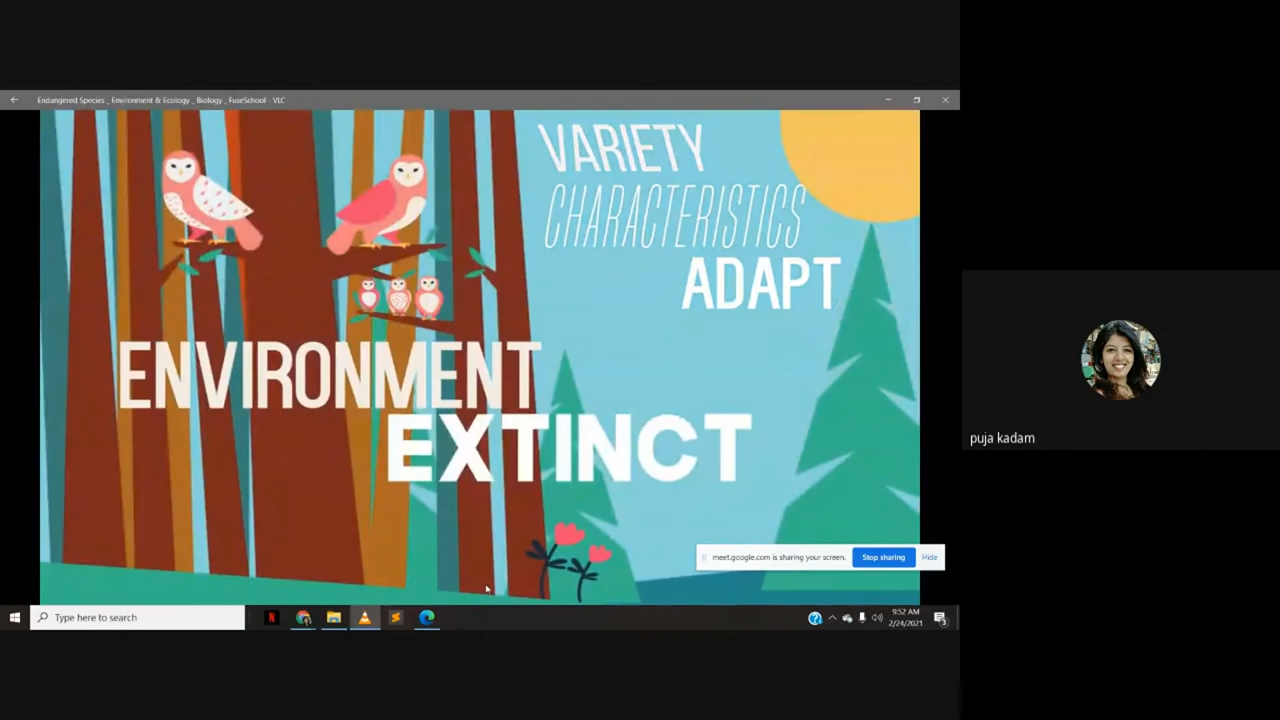 Endangered Species _ Environment & Ecology _ Biology _ FuseSchool - VLC
VARIETY
CHARACTERISTICS
ADAPT
ENVIRONMENT
EXTINCT
puja kadam
meet.google.com is sharing your screen.
Stop sharing
Hide
Type here to search
9:52 AM
2/24/2021